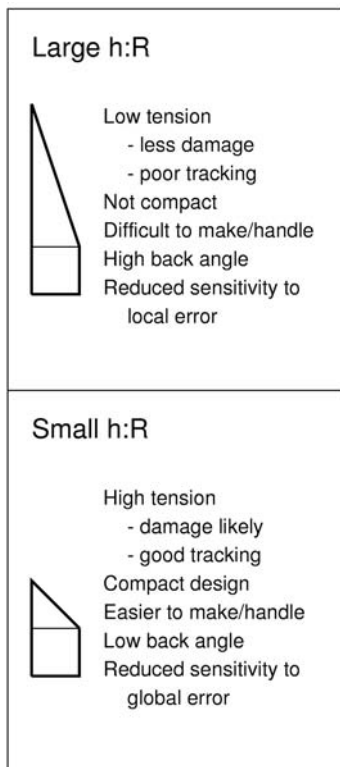 Large h:R
Low tension
- less damage
- poor tracking
Not compact
Difficult to make/handle
High back angle
Reduced sensitivity to
local error
Small h:R
High tension
- damage likely
- good tracking
Compact design
Easier to make/handle
Low back angle
Reduced sensitivity to
global error